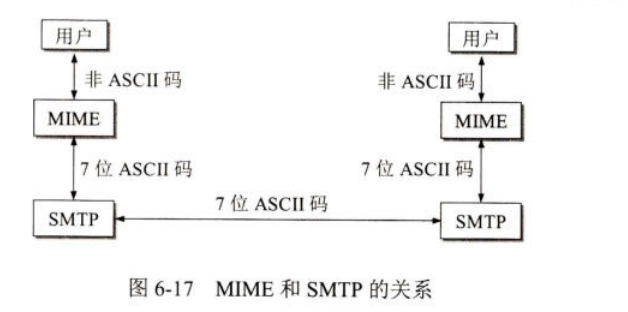 用户 用户
非 ASCII 码 非 ASCII 码
MIME MIME
7 位 ASCII 码 7 位 ASCII 码
7 位 ASCII 码
SMTP SMTP
图 6-17 MIME 和 SMTP 的关系